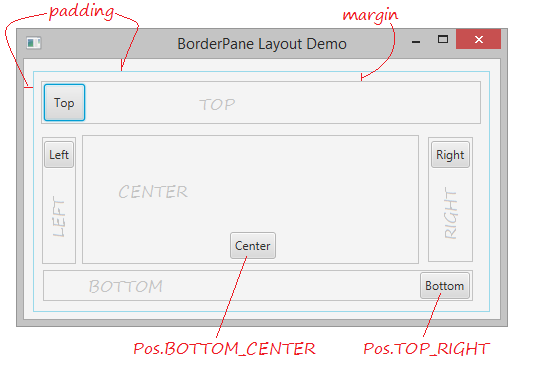 padding
margin
BorderPane Layout Demo
Top
TOP
Left
Right
CENTER
LEFT
RIGHT
Center
BOTTOM
Bottom
Pos.BOTTOM_CENTER
Pos.TOP_RIGHT